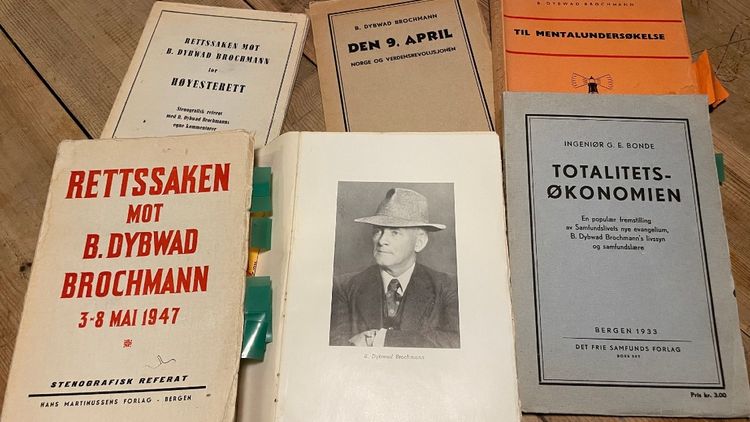 RETTSSAKEN MOT
B. DYBWAD BROCHMANN
for
HØYESTERETT
Stenografisk referat
med B. Dybwad Brochmanns
egne kommentarer
B. DYBWAD BROCHMANN
DEN 9. APRIL
NORGE OG VERDENSREVOLUSJONEN
B. DYBWAD BROCHMANN
TIL MENTALUNDERSØKELSE
RETTSSAKEN
MOT
B. DYBWAD
BROCHMANN
3-8 MAI 1947
STENOGRAFISK REFERAT
HANS MARTINUSSENS FORLAG - BERGEN
B. Dybwad Brochmann
INGENIØR G. E. BONDE
TOTALITETS-
ØKONOMIEN
En populær fremstilling
av Samfundslivets nye evangelium,
B. Dybwad Brochmann's livssyn
og samfundslære
BERGEN 1933
DET FRIE SAMFUNDS FORLAG
BOKS 247
Pris kr. 3.00